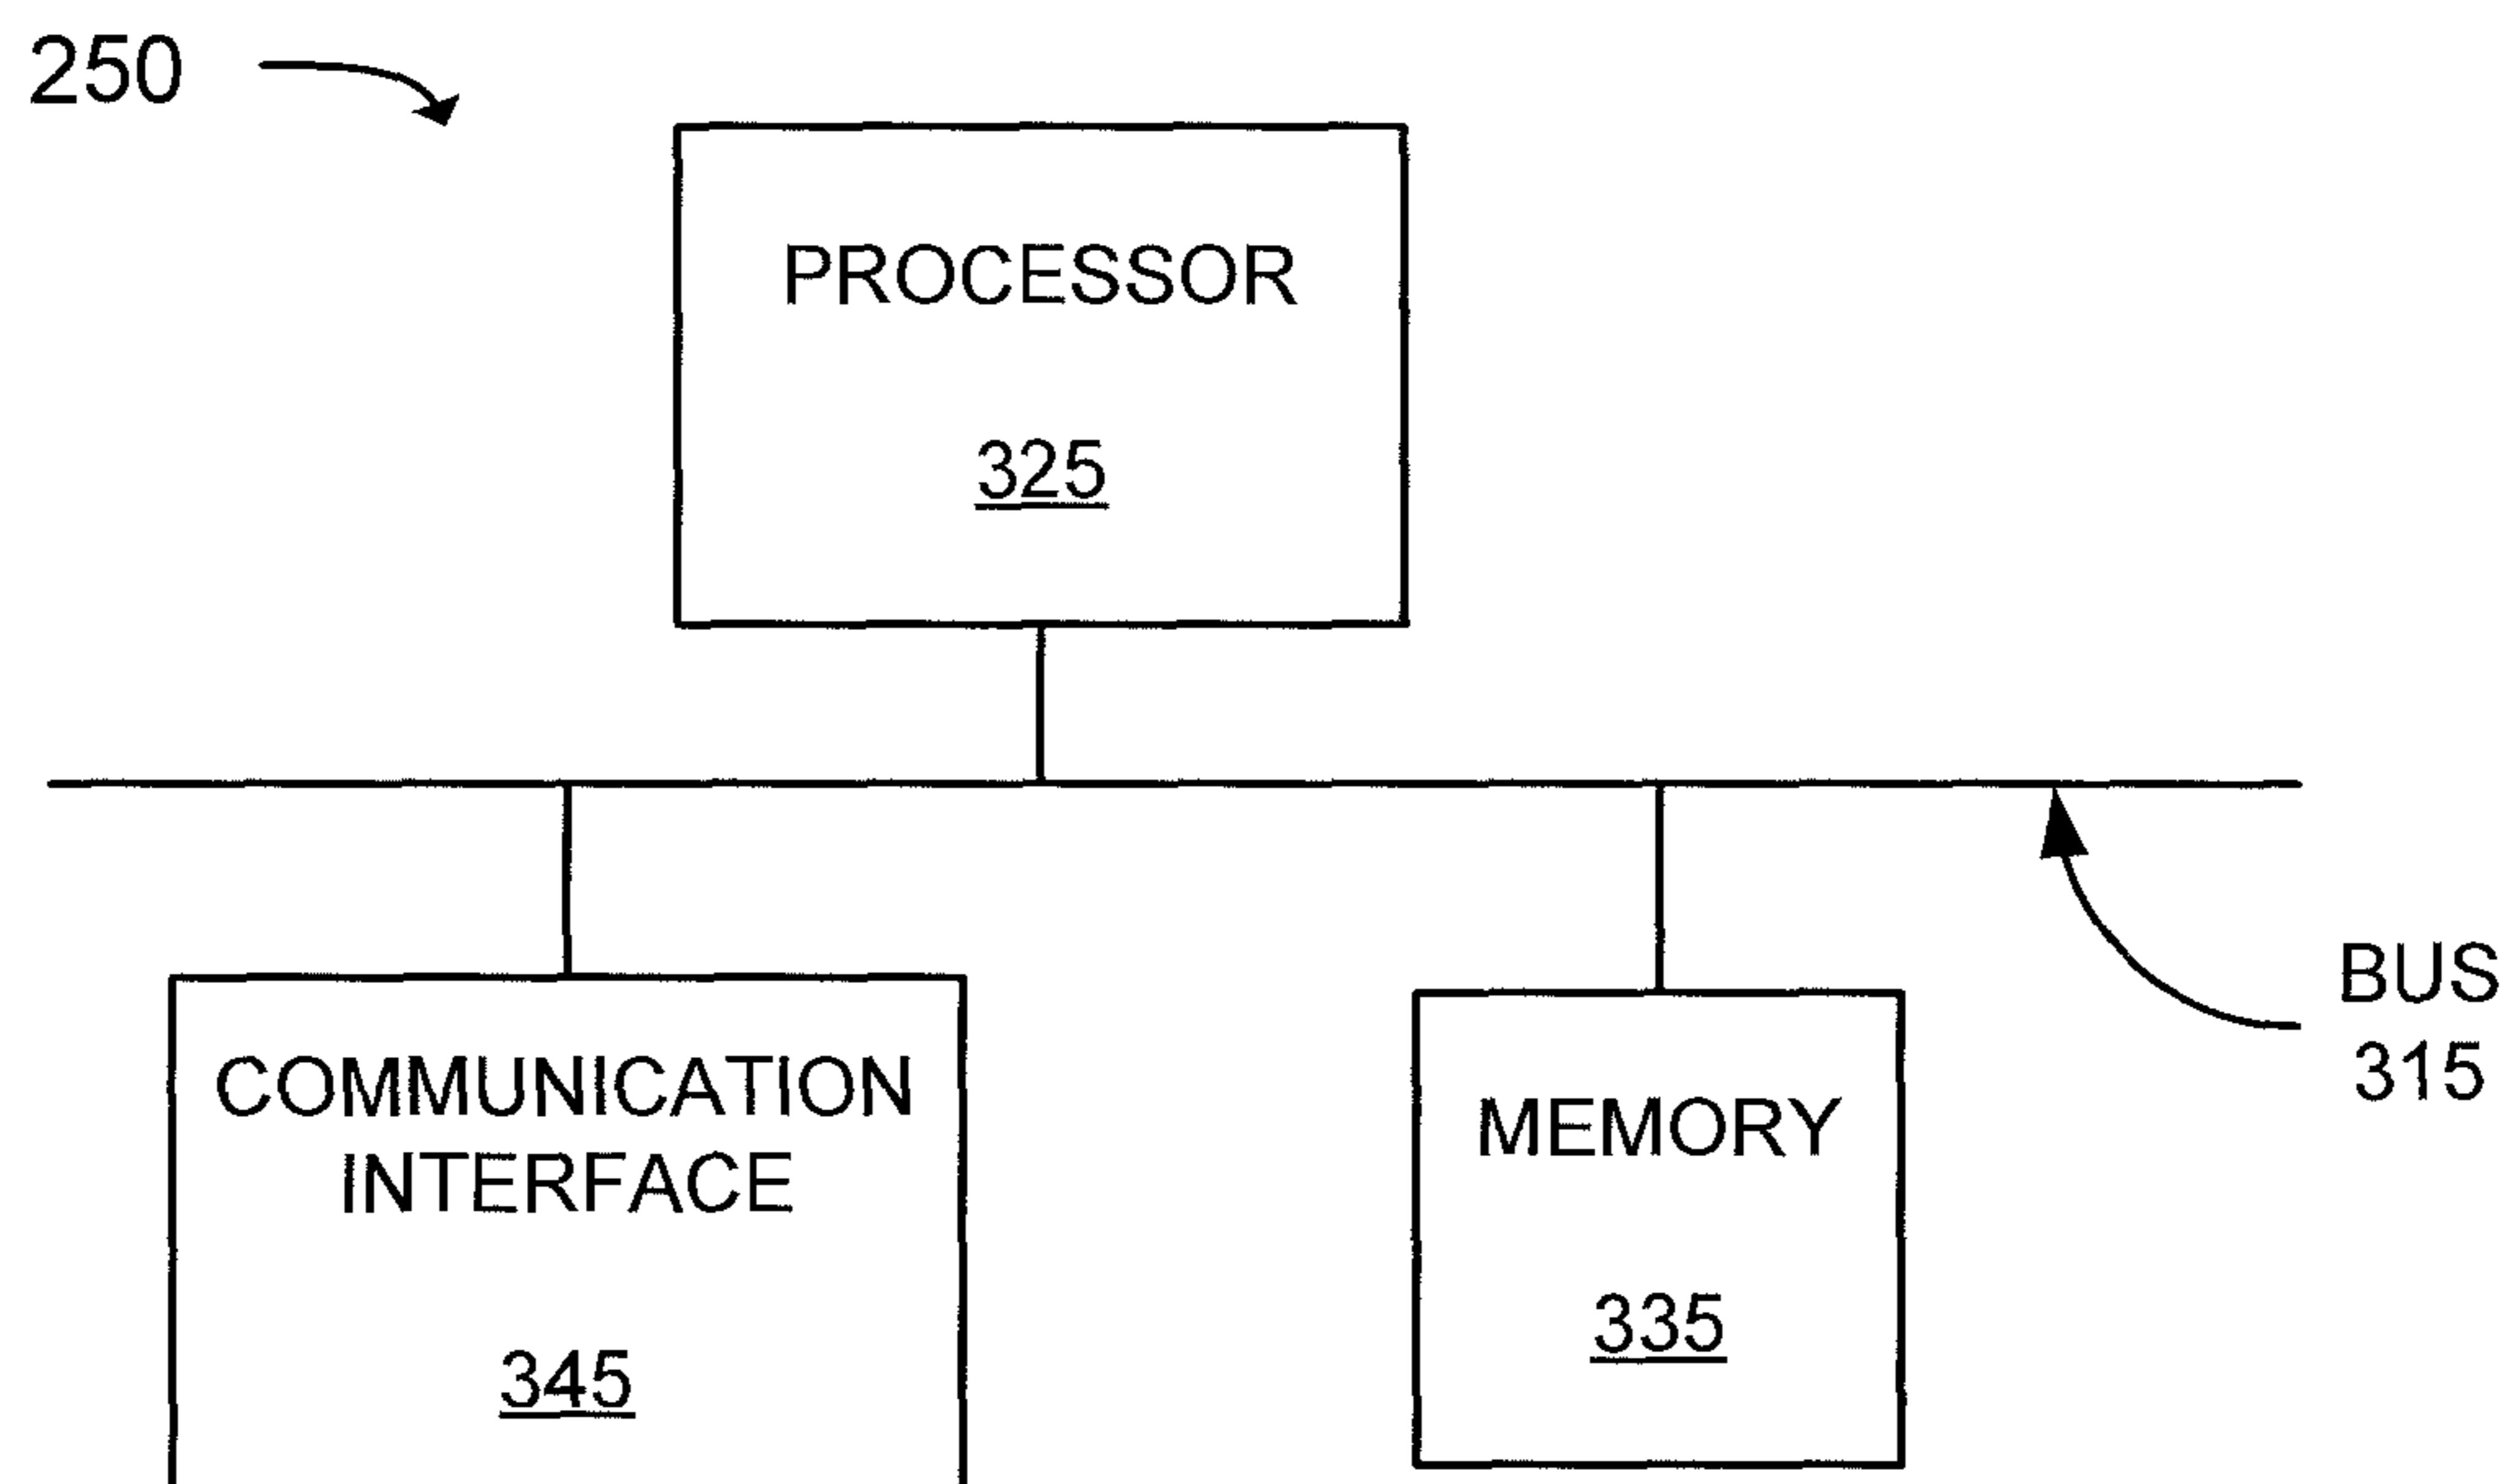 250
PROCESSOR
325
BUS
315
COMMUNICATION
INTERFACE
345
MEMORY
335